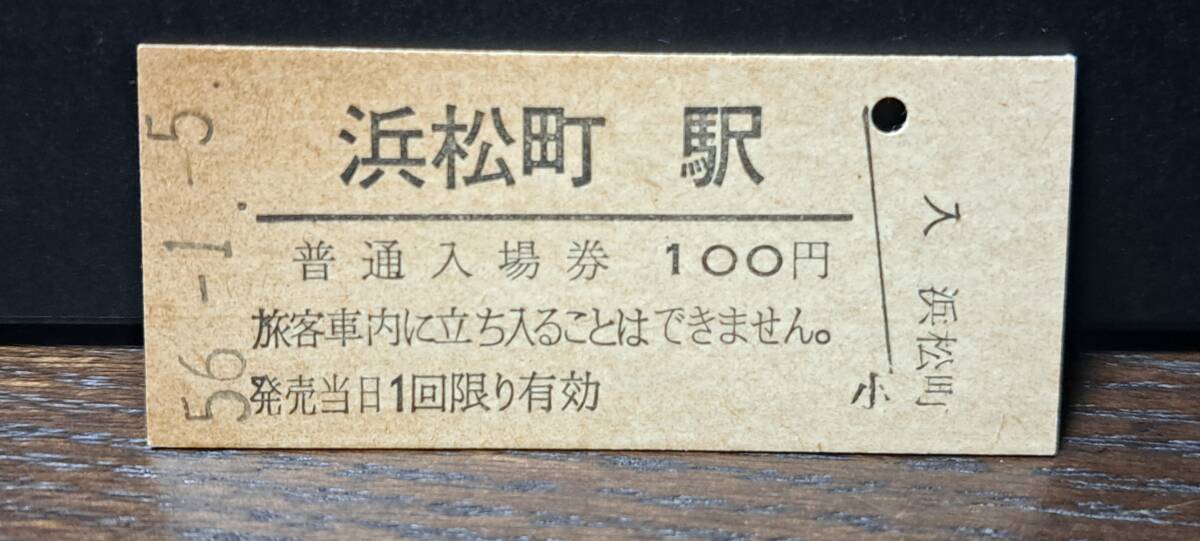 56-1.-5.
浜松町 駅
普通入場券 100円
旅客車内に立ち入ることはできません。
発売当日1回限り有効
小
入 浜松町